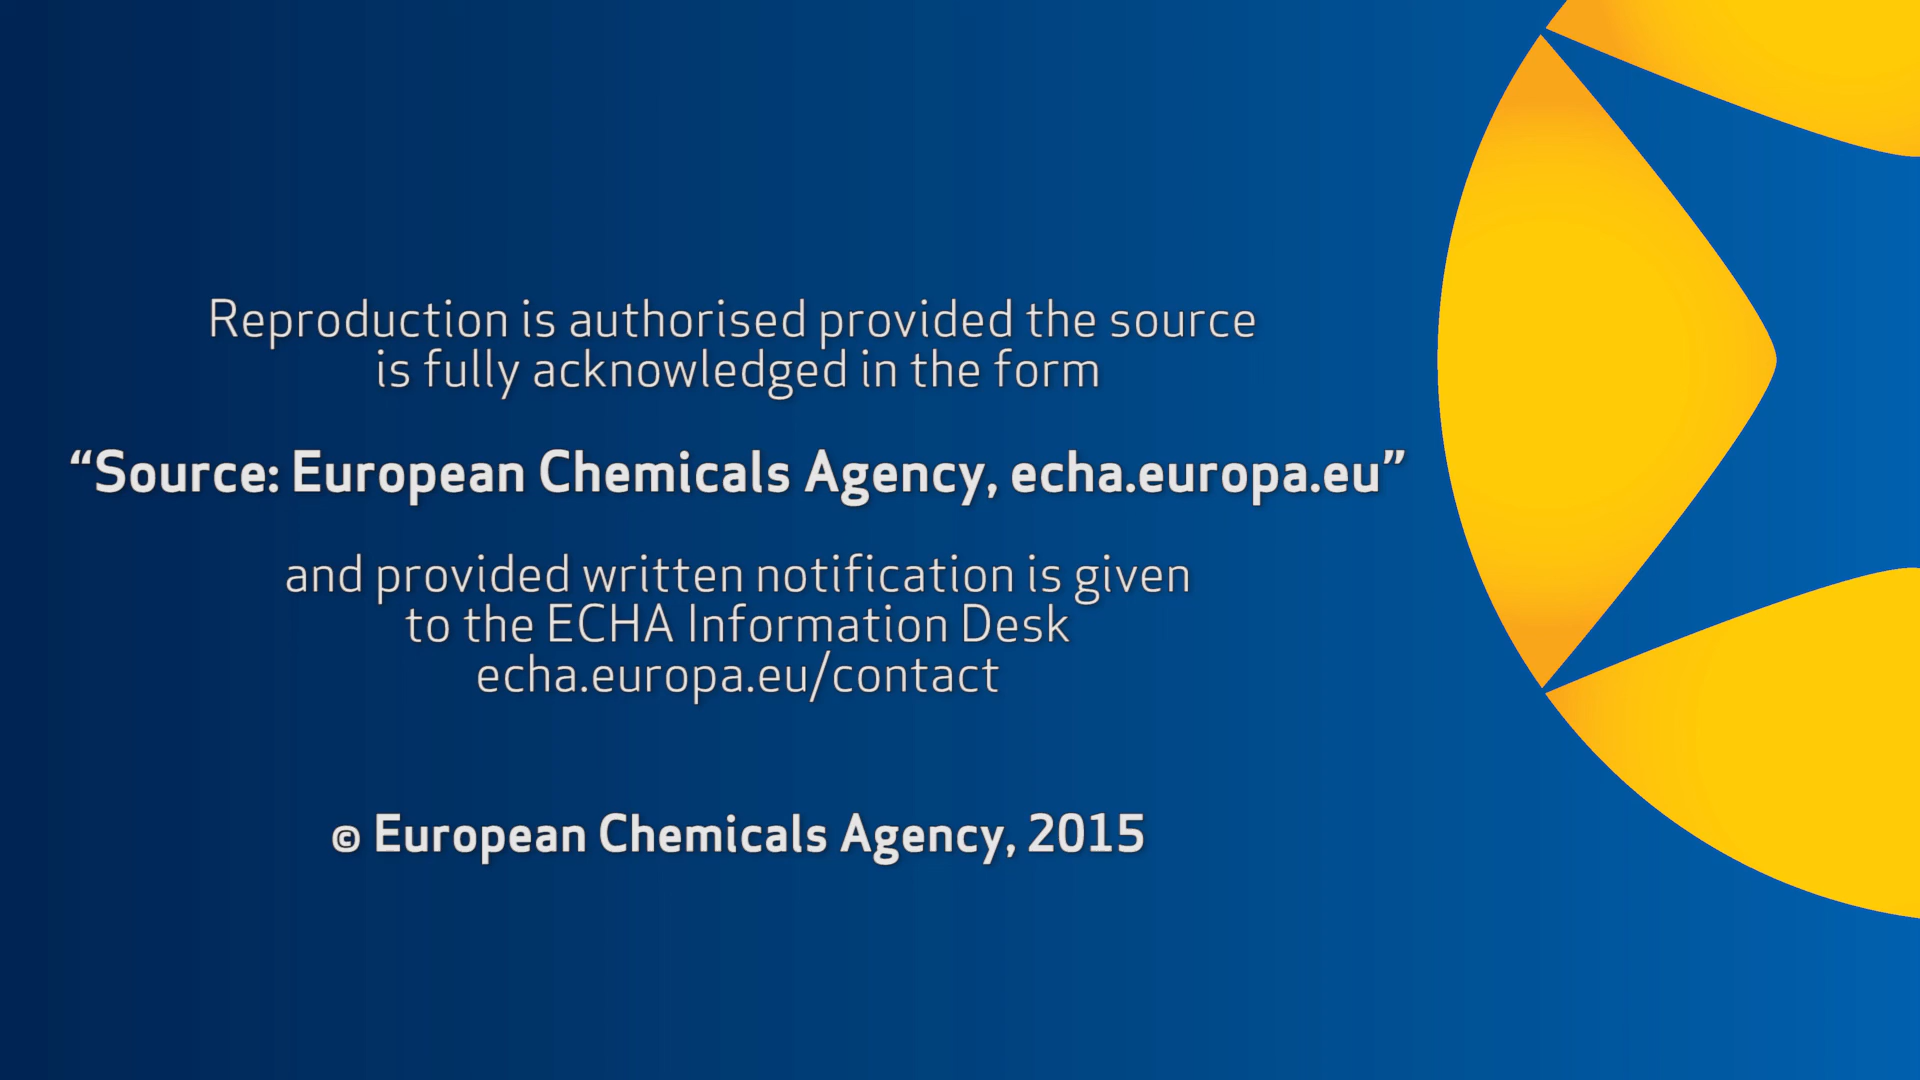 Reproduction is authorised provided the source
is fully acknowledged in the form
“Source: European Chemicals Agency, echa.europa.eu”
and provided written notification is given
to the ECHA Information Desk
echa.europa.eu/contact
© European Chemicals Agency, 2015